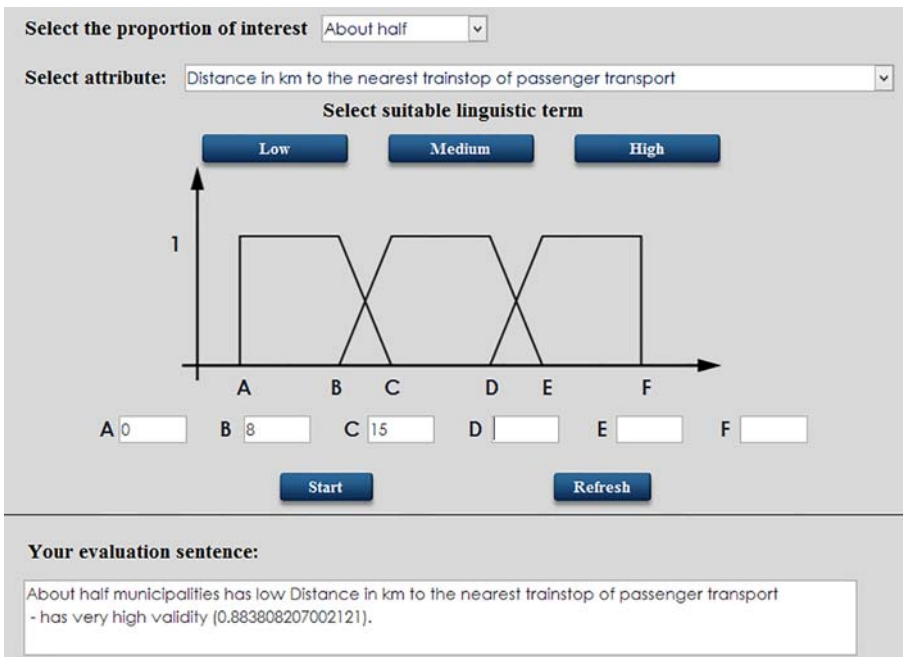 Select the proportion of interest About half
Select attribute: Distance in km to the nearest trainstop of passenger transport
Select suitable linguistic term
Low Medium High
1
A B C D E F
A 0 B 8 C 15 D E F
Start Refresh
Your evaluation sentence:
About half municipalities has low Distance in km to the nearest trainstop of passenger transport
- has very high validity (0.883808207002121).